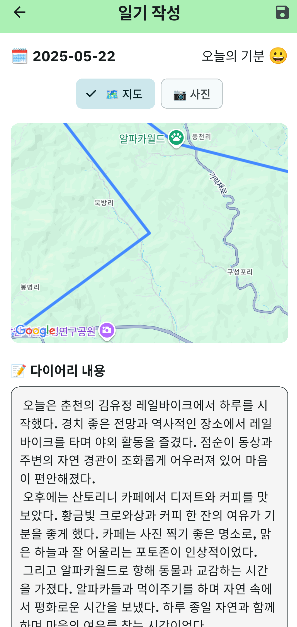 일기 작성
2025-05-22
오늘의 기분
지도
사진
알파카월드
북방리
구성포리
동면리
Google
다이어리 내용
오늘은 춘천의 김유정 레일바이크에서 하루를 시
작했다. 경치 좋은 전망과 역사적인 장소에서 레일
바이크를 타며 야외 활동을 즐겼다. 점순이 동상과
주변의 자연 경관이 조화롭게 어우러져 있어 마음
이 편안해졌다.
오후에는 산토리니 카페에서 디저트와 커피를 맛
보았다. 황금빛 크로와상과 커피 한 잔의 여유가 기
분을 좋게 했다. 카페는 사진 찍기 좋은 명소로, 맑
은 하늘과 잘 어울리는 포토존이 인상적이었다.
그리고 알파카월드로 향해 동물과 교감하는 시간
을 가졌다. 알파카들과 먹이주기를 하며 자연 속에
서 평화로운 시간을 보냈다. 하루 종일 자연과 함께
하며 마음의 여유를 찾는 시간이었다.